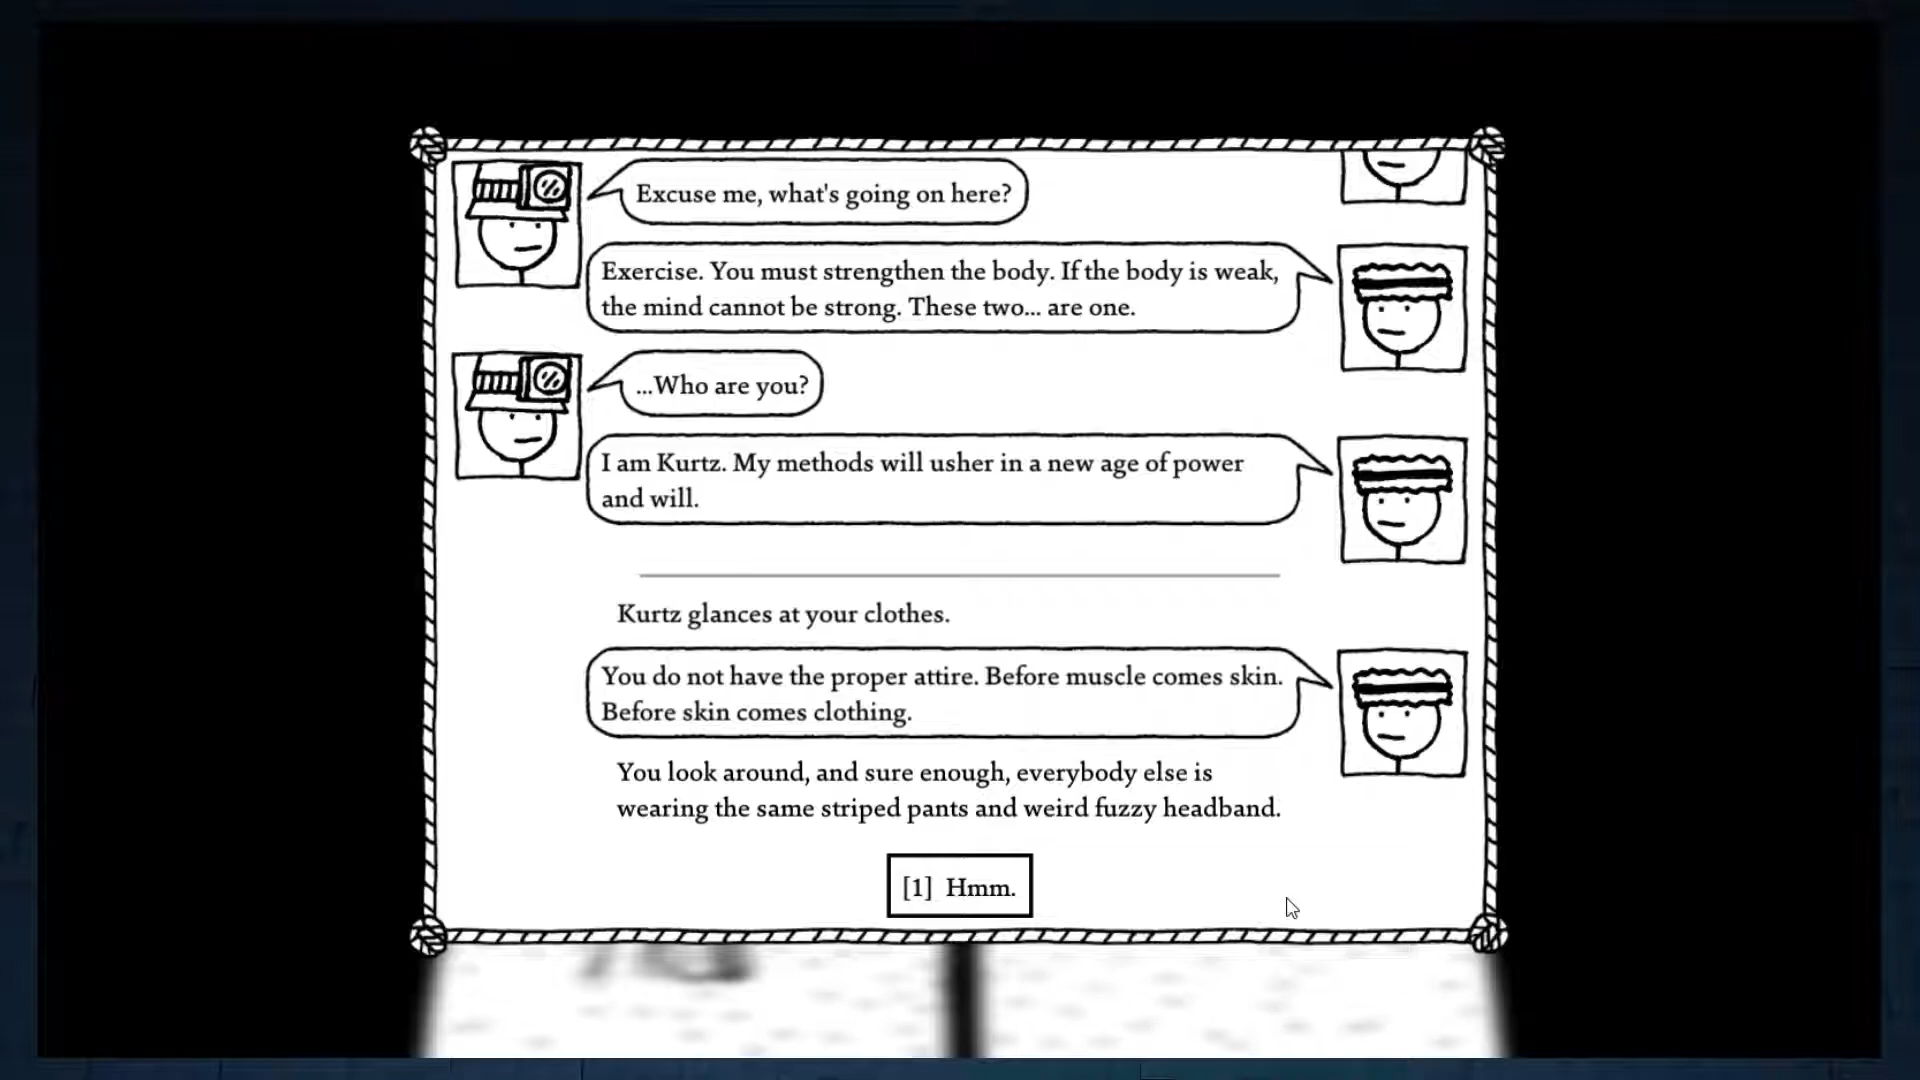 Excuse me, what's going on here?
Exercise. You must strengthen the body. If the body is weak,
the mind cannot be strong. These two... are one.
...Who are you?
I am Kurtz. My methods will usher in a new age of power
and will.
Kurtz glances at your clothes.
You do not have the proper attire. Before muscle comes skin.
Before skin comes clothing.
You look around, and sure enough, everybody else is
wearing the same striped pants and weird fuzzy headband.
[1] Hmm.